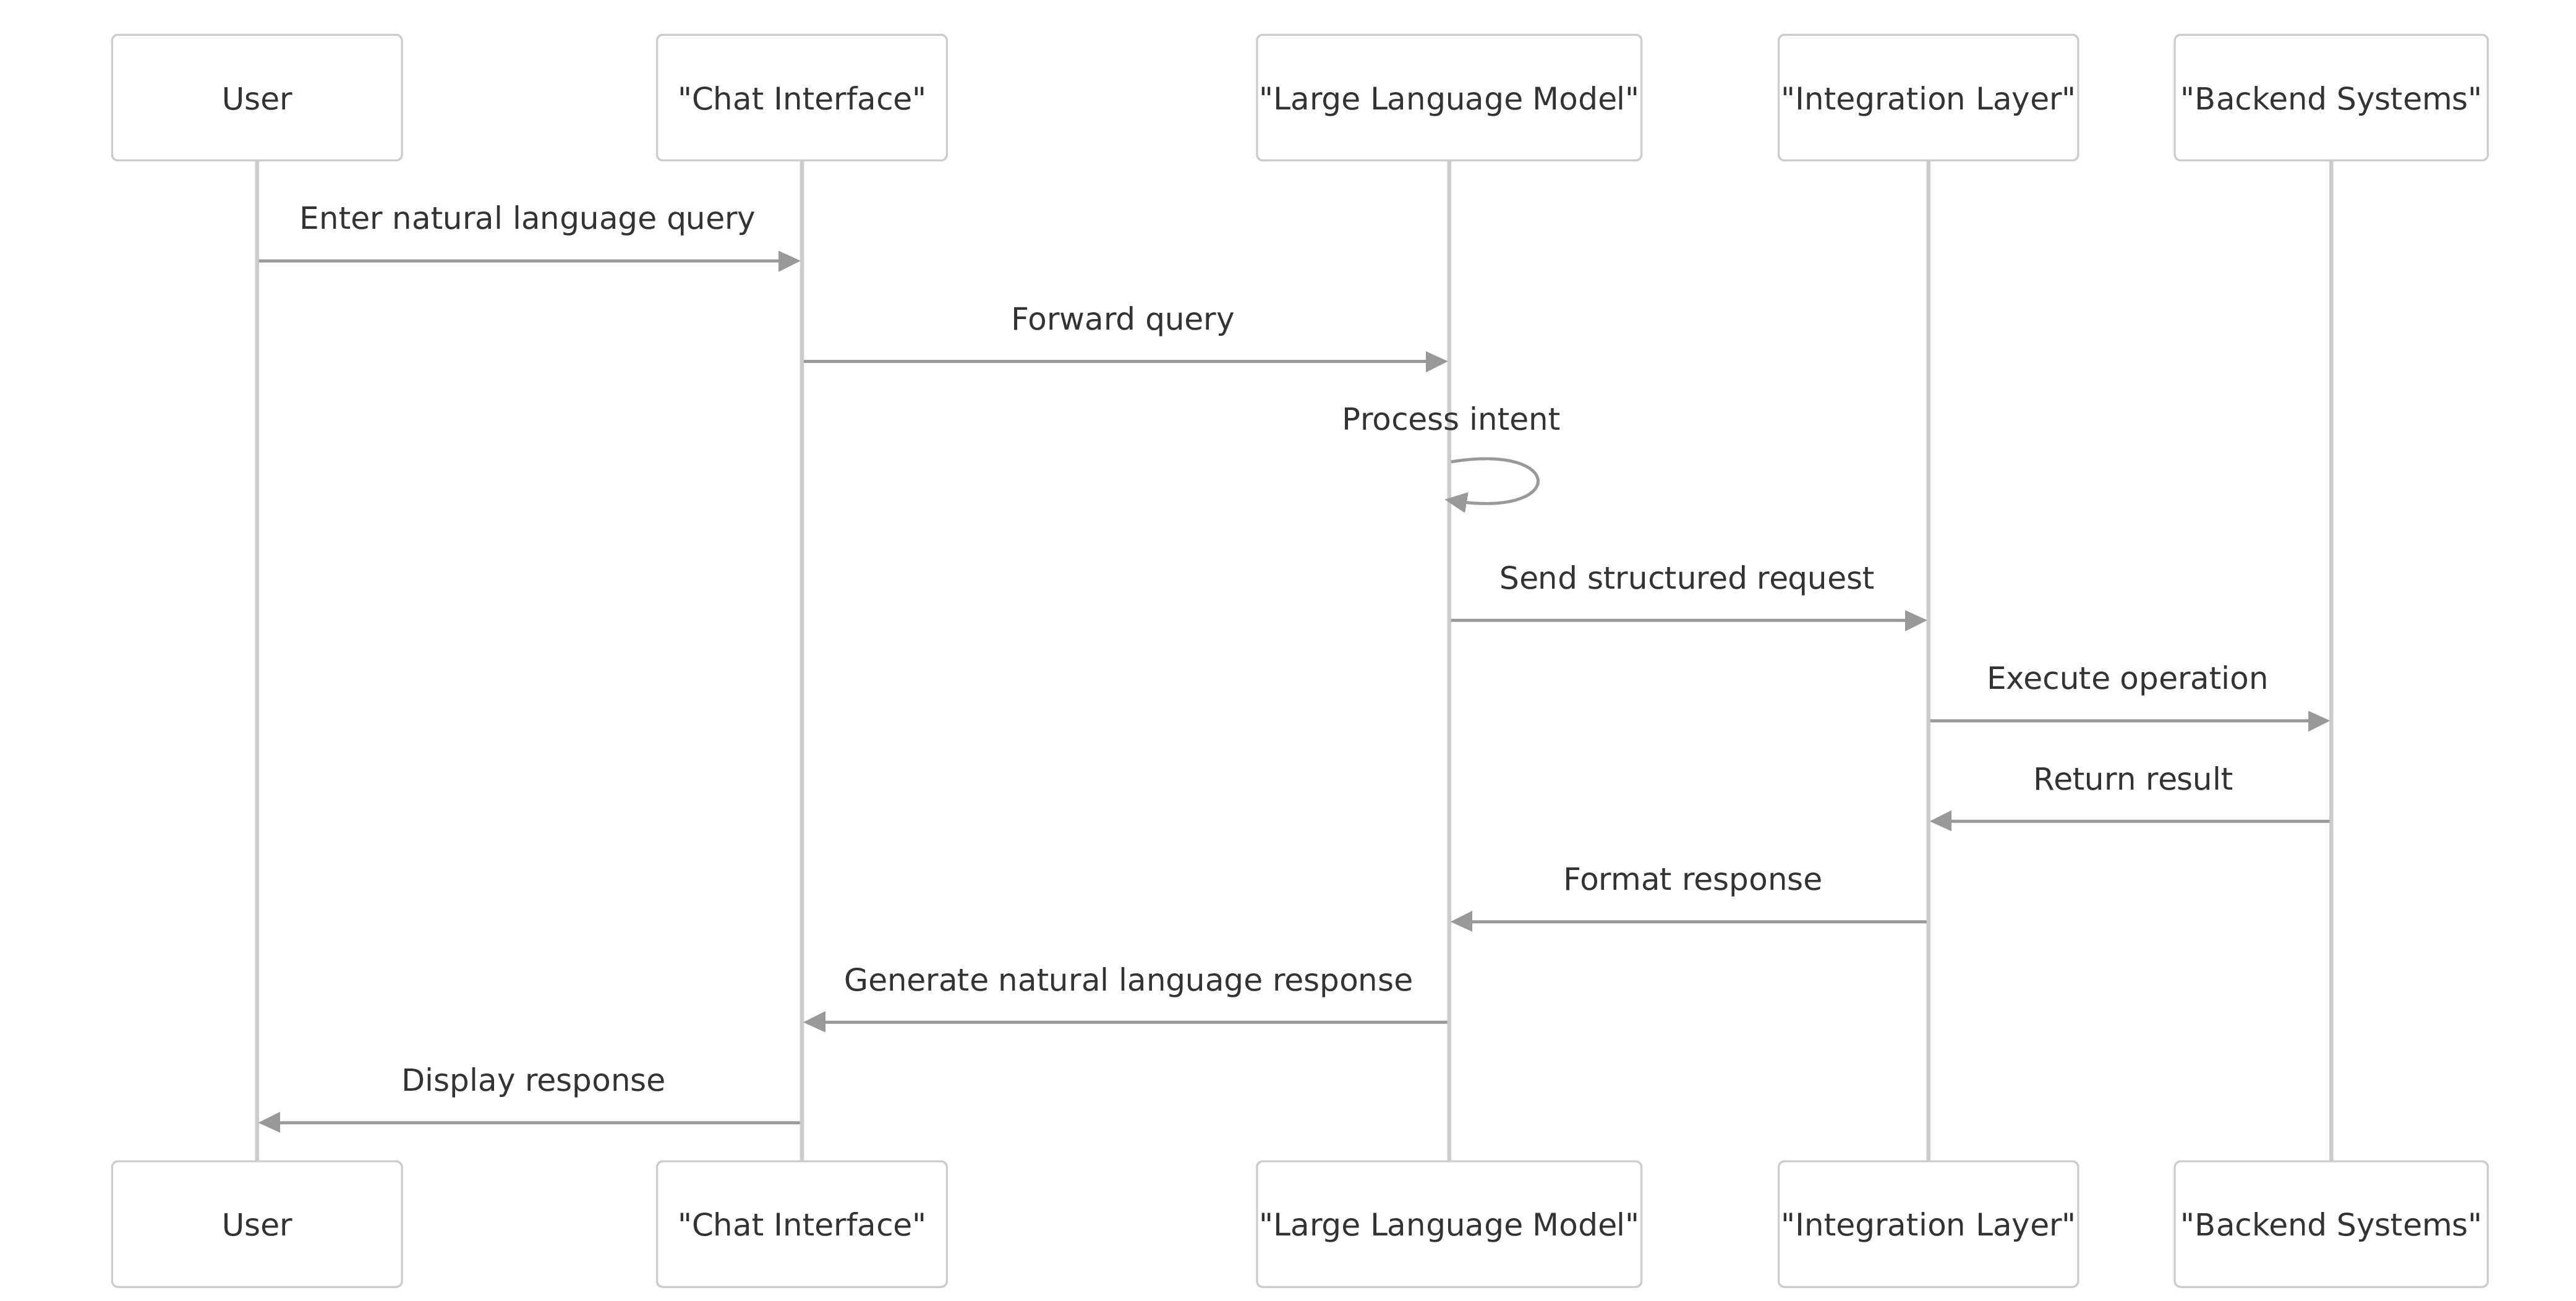 User
"Chat Interface"
"Large Language Model"
"Integration Layer"
"Backend Systems"
Enter natural language query
Forward query
Process intent
Send structured request
Execute operation
Return result
Format response
Generate natural language response
Display response
User
"Chat Interface"
"Large Language Model"
"Integration Layer"
"Backend Systems"